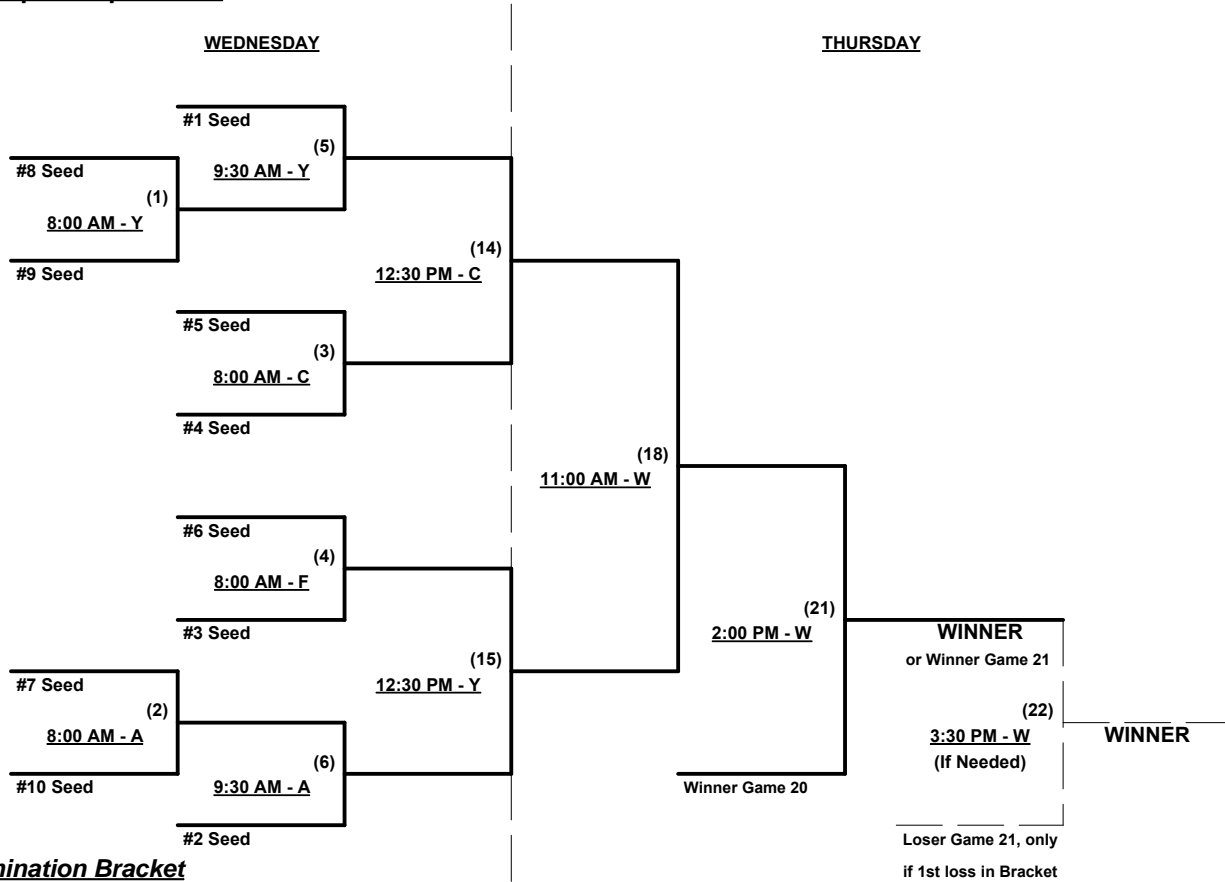 WEDNESDAY
THURSDAY
#1 Seed
(5)
9:30 AM - Y
#8 Seed
(1)
8:00 AM - Y
#9 Seed
(14)
12:30 PM - C
#5 Seed
(3)
8:00 AM - C
#4 Seed
(18)
11:00 AM - W
#6 Seed
(4)
8:00 AM - F
#3 Seed
(21)
2:00 PM - W
WINNER
or Winner Game 21
(15)
12:30 PM - Y
#7 Seed
(2)
8:00 AM - A
#10 Seed
(22)
3:30 PM - W
(If Needed)
WINNER
(6)
9:30 AM - A
#2 Seed
Winner Game 20
Loser Game 21, only
if 1st loss in Bracket
mination Bracket